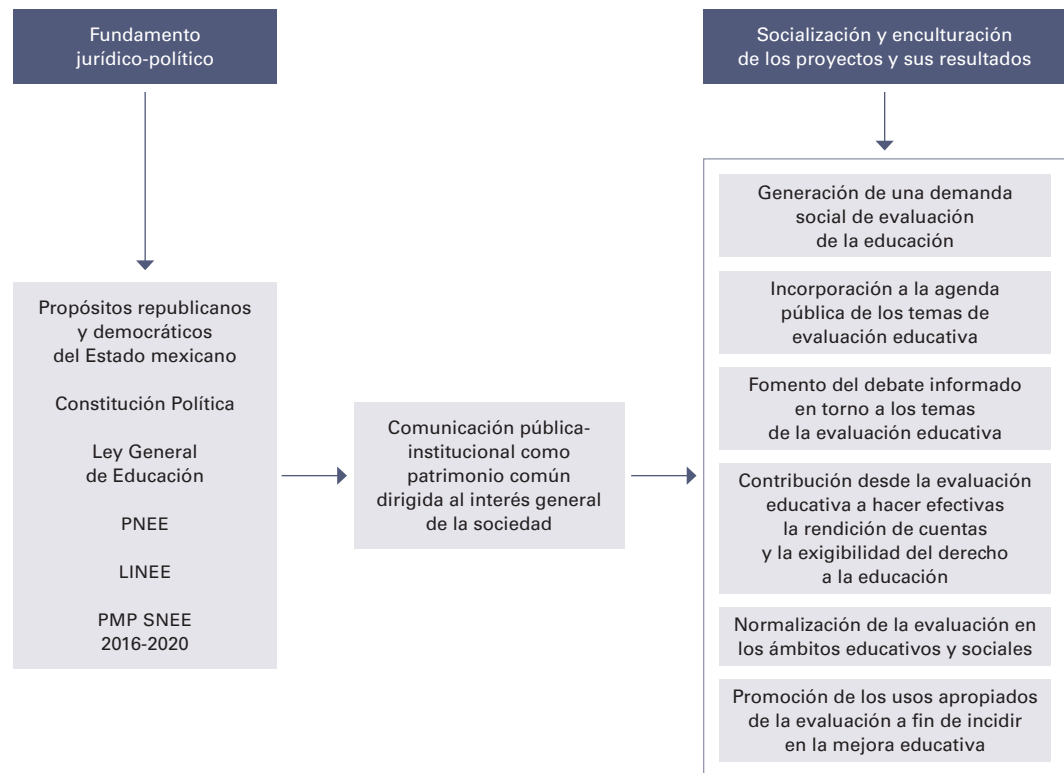 Fundamento
jurídico-político
Propósitos republicanos
y democráticos
del Estado mexicano
Constitución Política
Ley General
de Educación
PNEE
LINEE
PMP SNEE
2016-2020
Comunicación pública-
institucional como
patrimonio común
dirigida al interés general
de la sociedad
Socialización y enculturación
de los proyectos y sus resultados
Generación de una demanda
social de evaluación
de la educación
Incorporación a la agenda
pública de los temas de
evaluación educativa
Fomento del debate informado
en torno a los temas
de la evaluación educativa
Contribución desde la evaluación
educativa a hacer efectivas
la rendición de cuentas
y la exigibilidad del derecho
a la educación
Normalización de la evaluación en
los ámbitos educativos y sociales
Promoción de los usos apropiados
de la evaluación a fin de incidir
en la mejora educativa